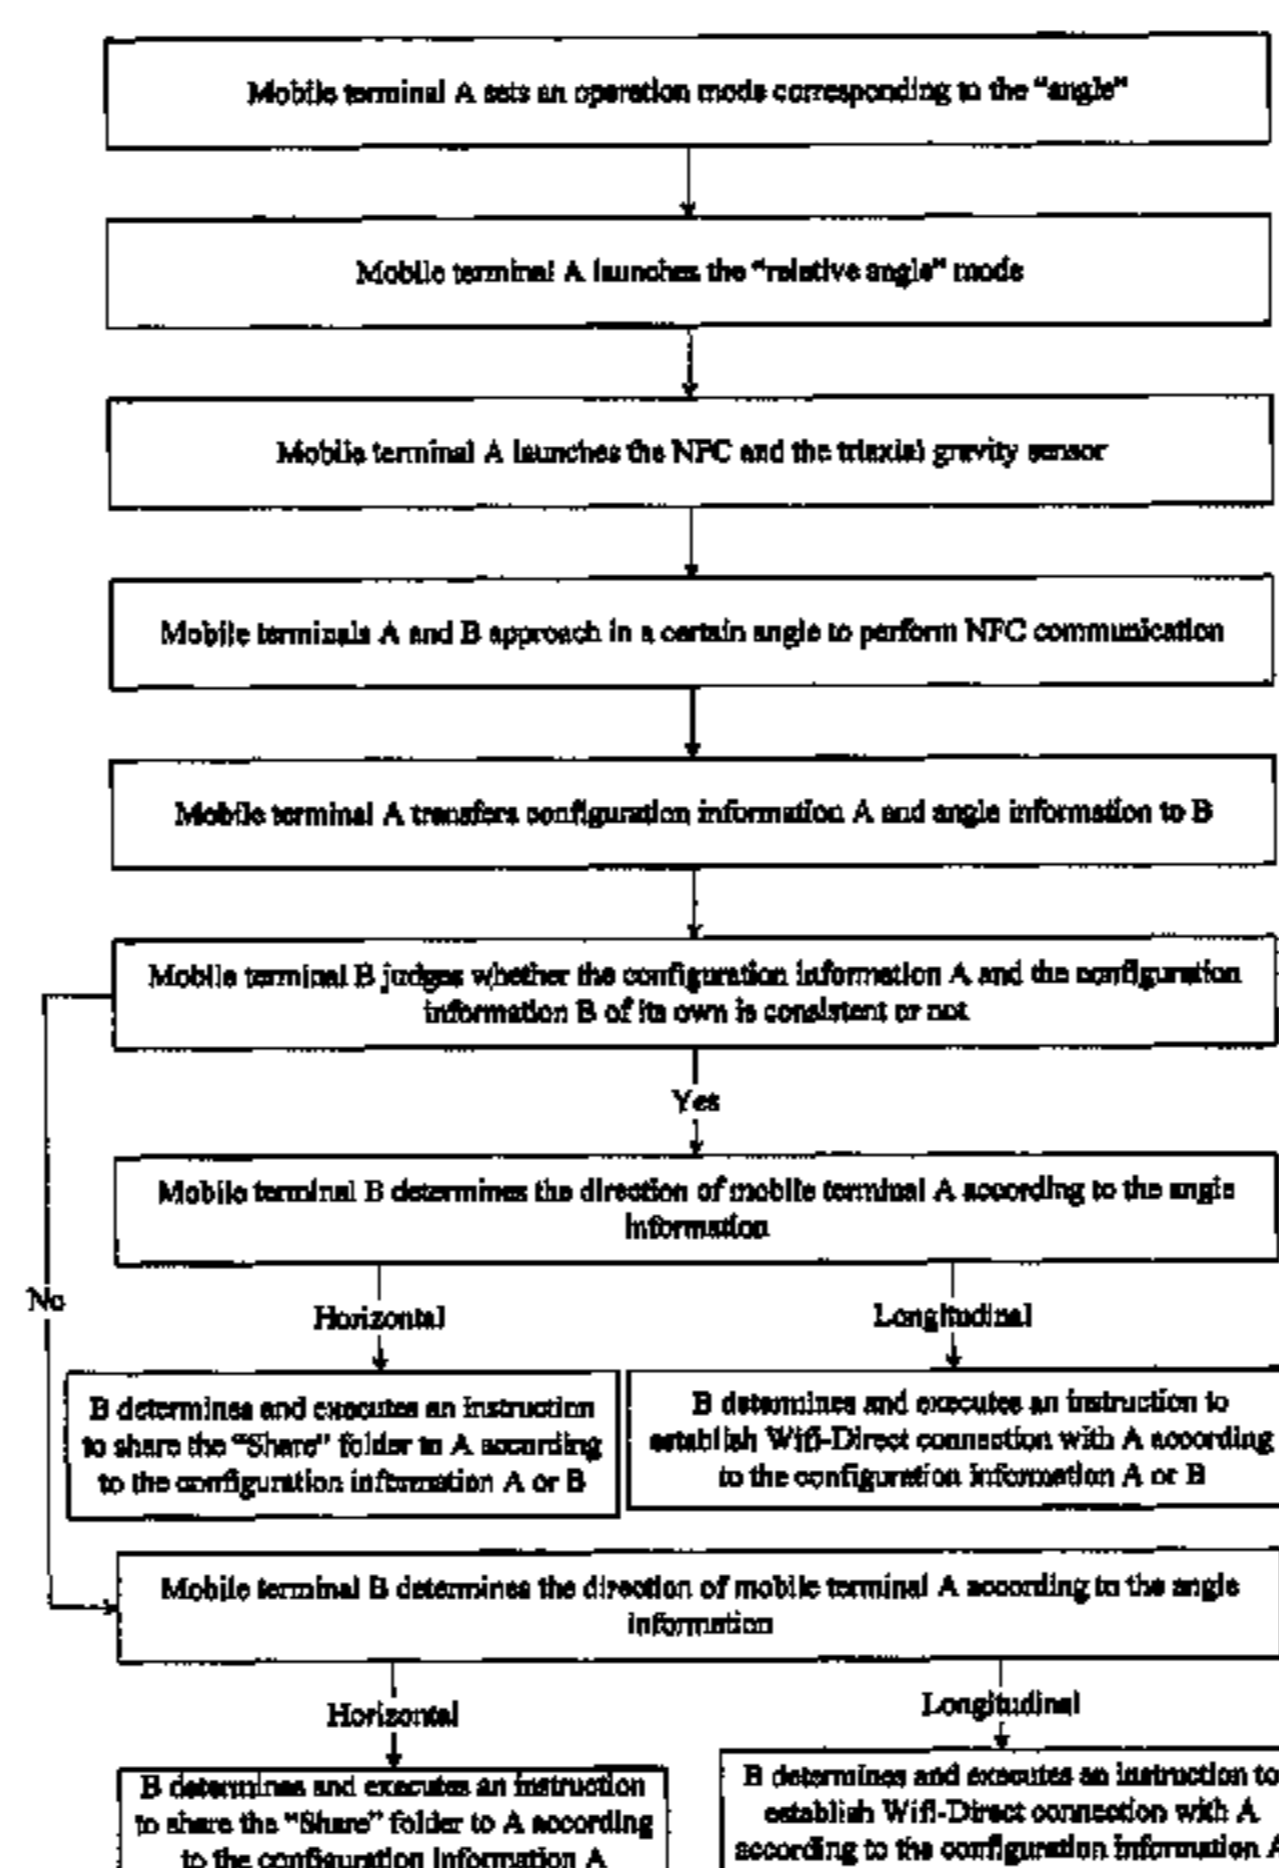 Mobile terminal A sets an operation mode corresponding to the "angle"
Mobile terminal A launches the "relative angle" mode
Mobile terminal A launches the NFC and the triaxial gravity sensor
Mobile terminals A and B approach in a certain angle to perform NFC communication
Mobile terminal A transfers configuration information A and angle information to B
Mobile terminal B judges whether the configuration information A and the configuration
information B of its own is consistent or not
Yes
Mobile terminal B determines the direction of mobile terminal A according to the angle
information
No
Horizontal
Longitudinal
B determines and executes an instruction
to share the "Share" folder to A according
to the configuration information A or B
B determines and executes an instruction to
establish Wifi-Direct connection with A according
to the configuration information A or B
Mobile terminal B determines the direction of mobile terminal A according to the angle
information
Horizontal
Longitudinal
B determines and executes an instruction
to share the "Share" folder to A according
to the configuration information A
B determines and executes an instruction to
establish Wifi-Direct connection with A
according to the configuration information A